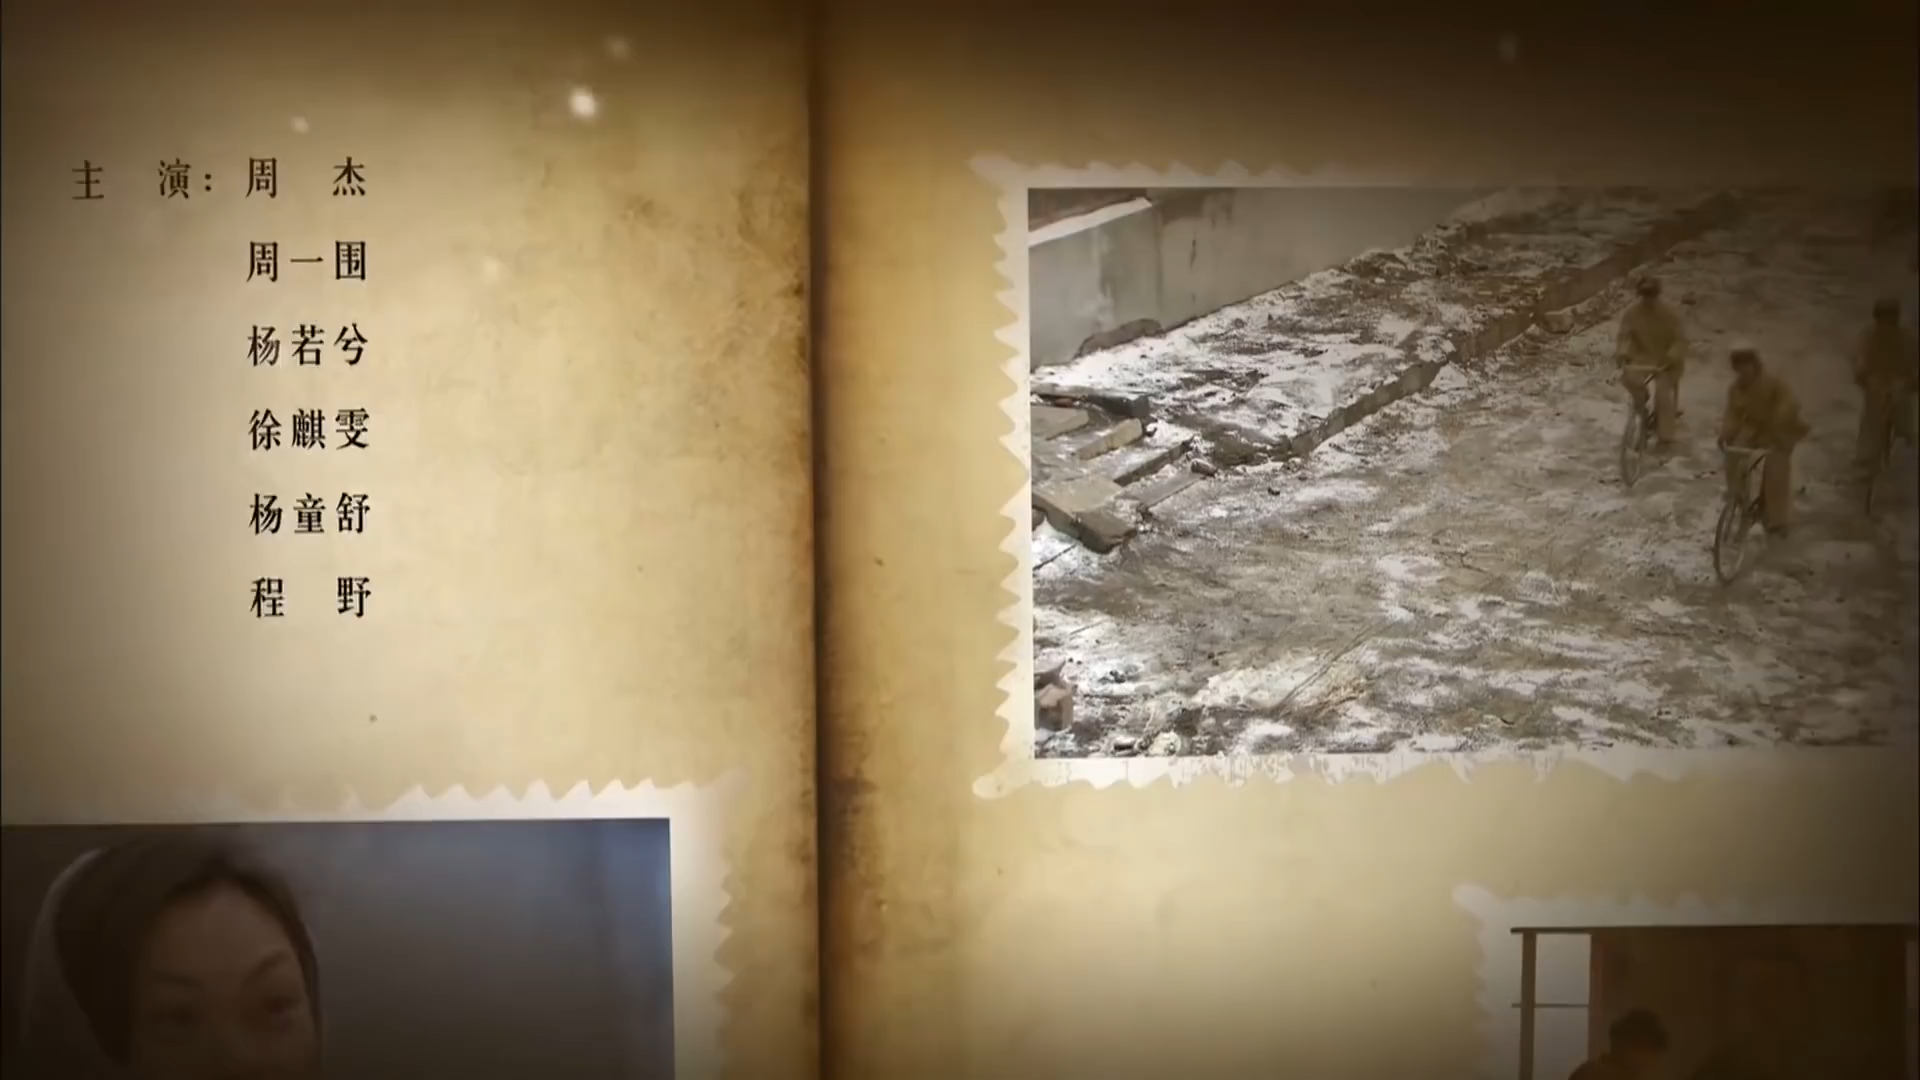 主 演：周 杰
周一围
杨若兮
徐麒雯
杨童舒
程 野